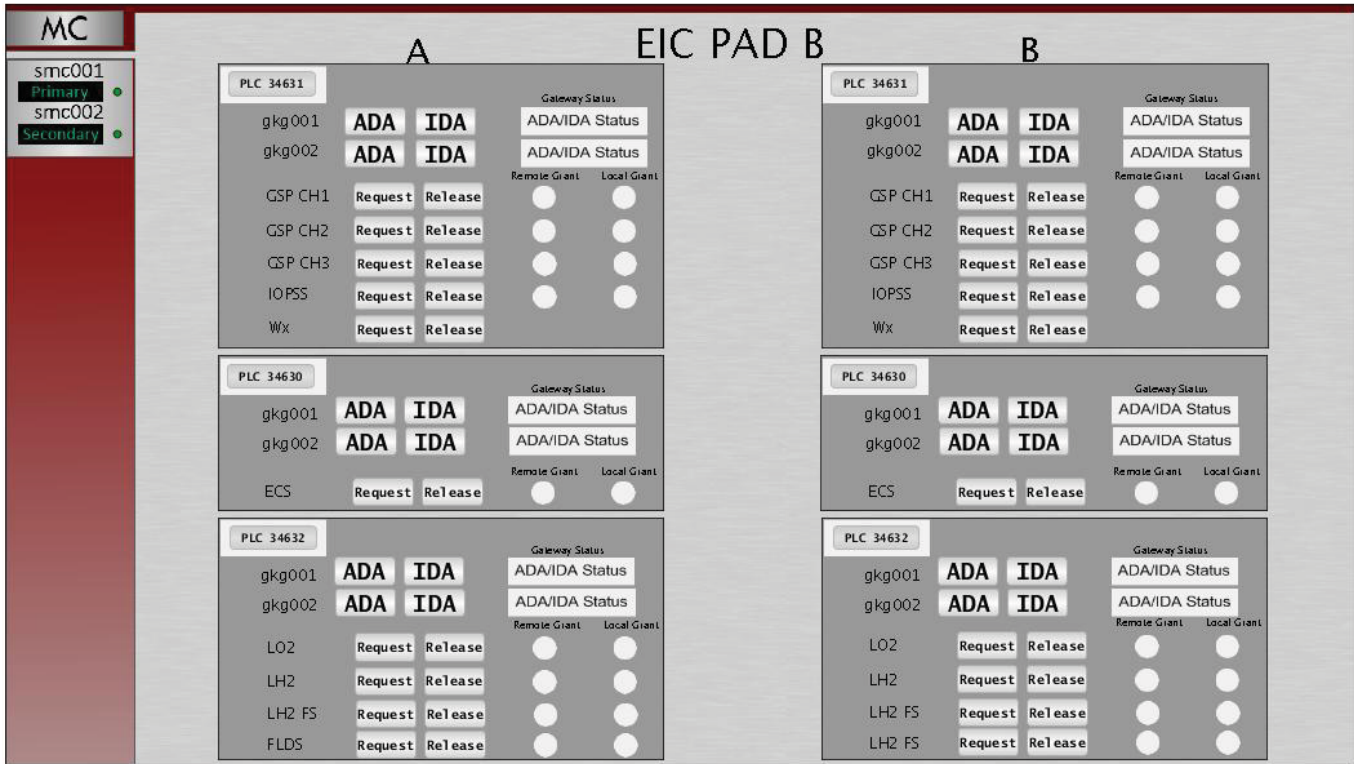 MC
smc001
Primary
smc002
Secondary
EIC PAD B
A
PLC 34631
Gateway Status
gkg001 ADA IDA ADA/IDA Status
gkg002 ADA IDA ADA/IDA Status
Remote Grant Local Grant
GSP CH1 Request Release
GSP CH2 Request Release
GSP CH3 Request Release
IOPSS Request Release
Wx Request Release
PLC 34630
Gateway Status
gkg001 ADA IDA ADA/IDA Status
gkg002 ADA IDA ADA/IDA Status
Remote Grant Local Grant
ECS Request Release
PLC 34632
Gateway Status
gkg001 ADA IDA ADA/IDA Status
gkg002 ADA IDA ADA/IDA Status
Remote Grant Local Grant
LO2 Request Release
LH2 Request Release
LH2 FS Request Release
FLDS Request Release
B
PLC 34631
Gateway Status
gkg001 ADA IDA ADA/IDA Status
gkg002 ADA IDA ADA/IDA Status
Remote Grant Local Grant
GSP CH1 Request Release
GSP CH2 Request Release
GSP CH3 Request Release
IOPSS Request Release
Wx Request Release
PLC 34630
Gateway Status
gkg001 ADA IDA ADA/IDA Status
gkg002 ADA IDA ADA/IDA Status
Remote Grant Local Grant
ECS Request Release
PLC 34632
Gateway Status
gkg001 ADA IDA ADA/IDA Status
gkg002 ADA IDA ADA/IDA Status
Remote Grant Local Grant
LO2 Request Release
LH2 Request Release
LH2 FS Request Release
LH2 FS Request Release